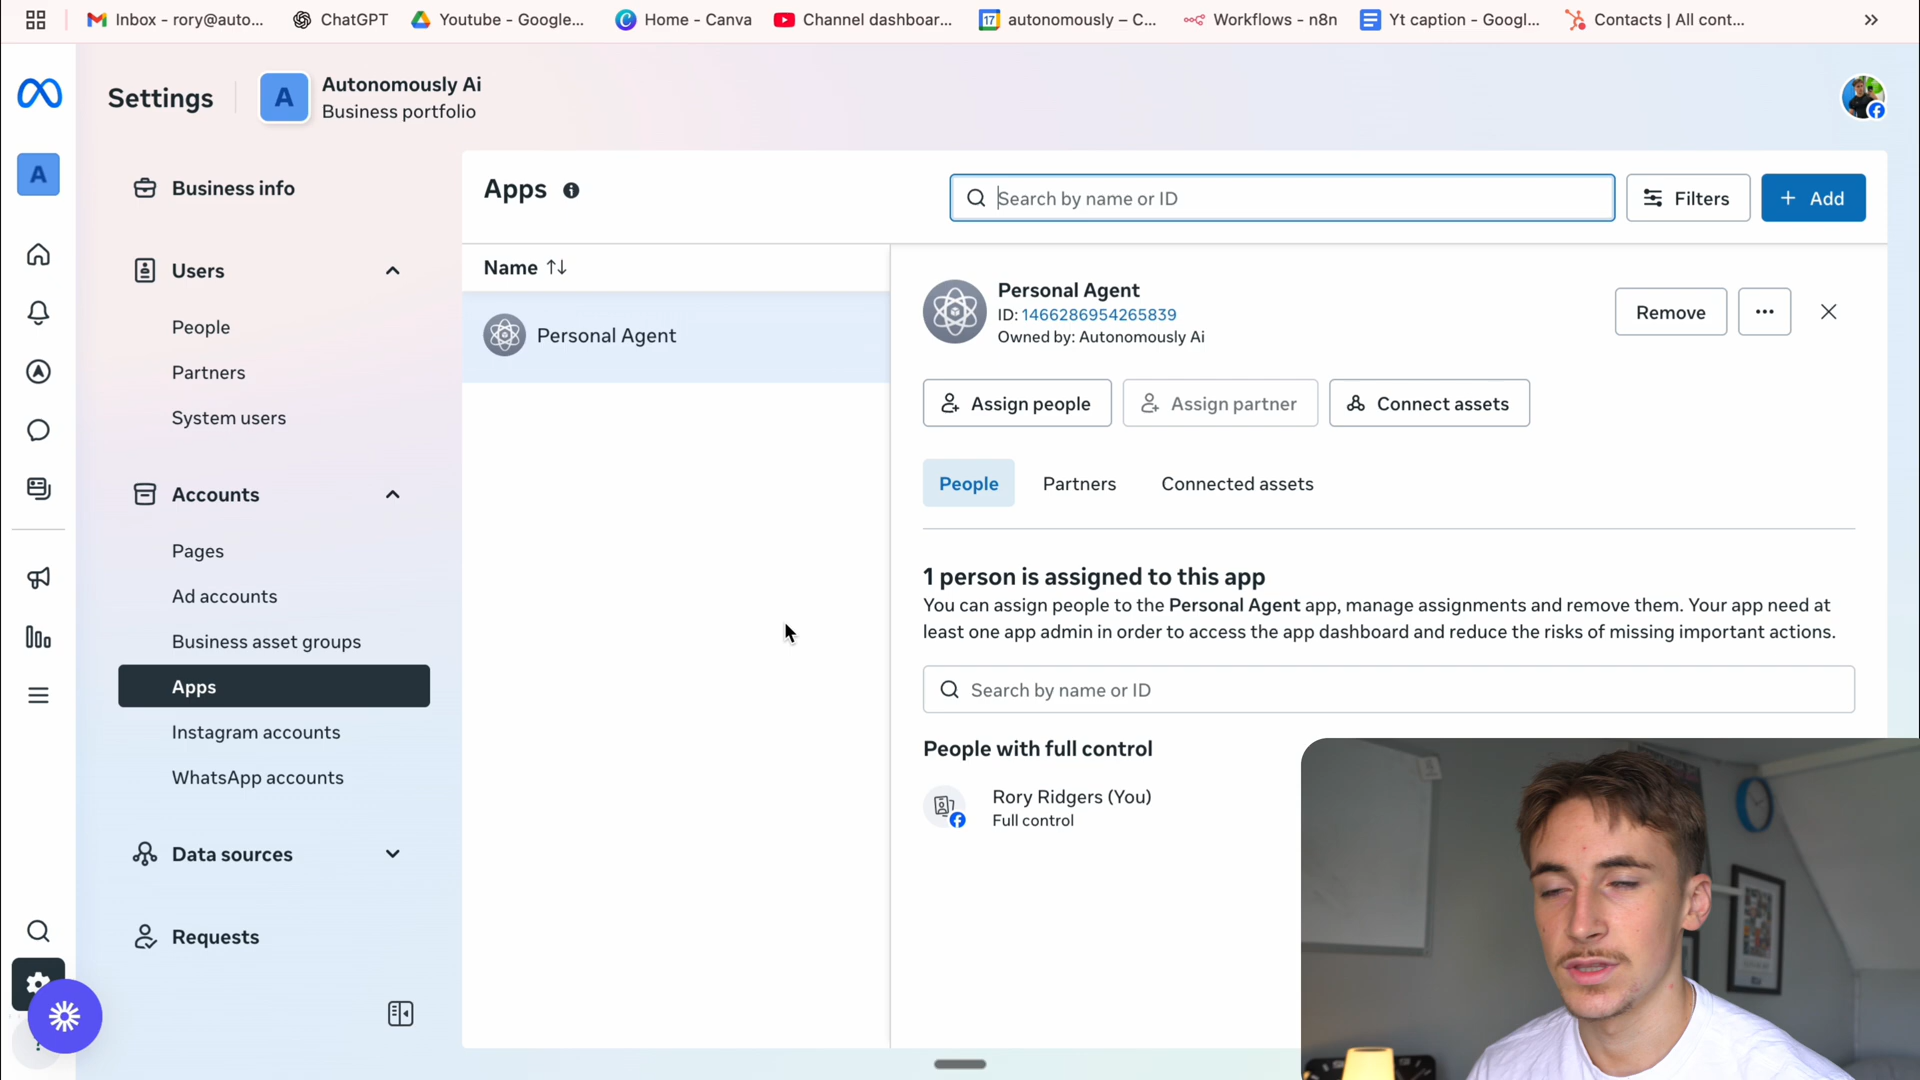 Inbox - rory@auto...
ChatGPT
Youtube - Google...
Home - Canva
Channel dashboar...
17
autonomously – C...
Workflows - n8n
Yt caption - Googl...
Contacts | All cont...
Settings
A
Autonomously Ai
Business portfolio
A
Business info
Users
People
Partners
System users
Accounts
Pages
Ad accounts
Business asset groups
Apps
Instagram accounts
WhatsApp accounts
Data sources
Requests
Apps
Search by name or ID
Filters
+ Add
Name
Personal Agent
Personal Agent
ID: 1466286954265839
Owned by: Autonomously Ai
Remove
Assign people
Assign partner
Connect assets
People
Partners
Connected assets
1 person is assigned to this app
You can assign people to the Personal Agent app, manage assignments and remove them. Your app need at
least one app admin in order to access the app dashboard and reduce the risks of missing important actions.
Search by name or ID
People with full control
Rory Ridgers (You)
Full control